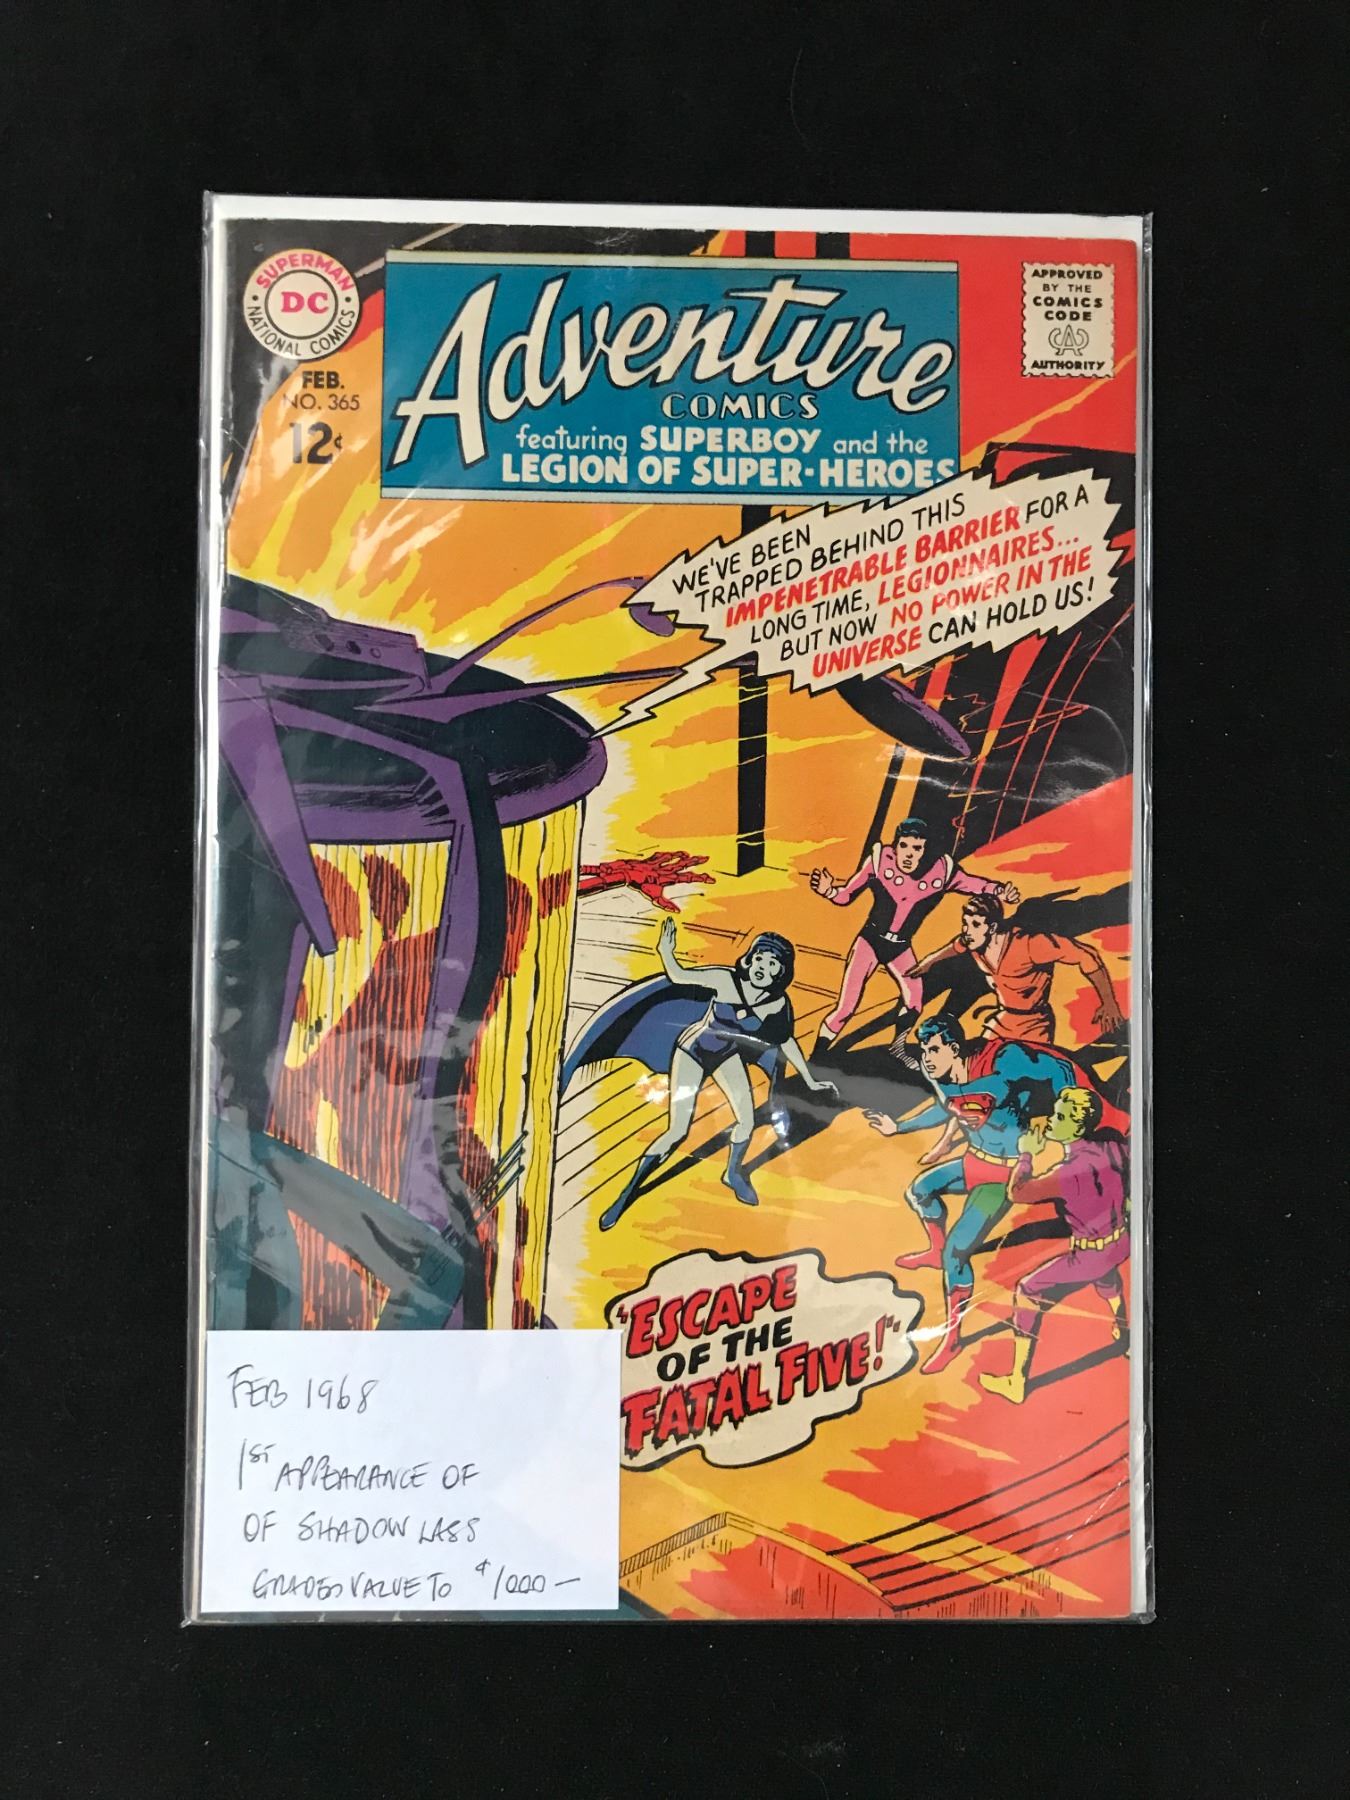 SUPERMAN
DC
NATIONAL COMICS
FEB.
NO. 365
12¢
Adventure
COMICS
featuring SUPERBOY and the
LEGION OF SUPER-HEROES
APPROVED
BY THE
COMICS
CODE
CA
AUTHORITY
WE'VE BEEN
TRAPPED BEHIND THIS
IMPENETRABLE BARRIER FOR A
LONG TIME, LEGIONNAIRES...
BUT NOW NO POWER IN THE
UNIVERSE CAN HOLD US!
"ESCAPE
OF THE
FATAL FIVE!"
FEB 1968
1ST APPEARANCE OF
OF SHADOW LASS
GRADED VALUE TO $1000—